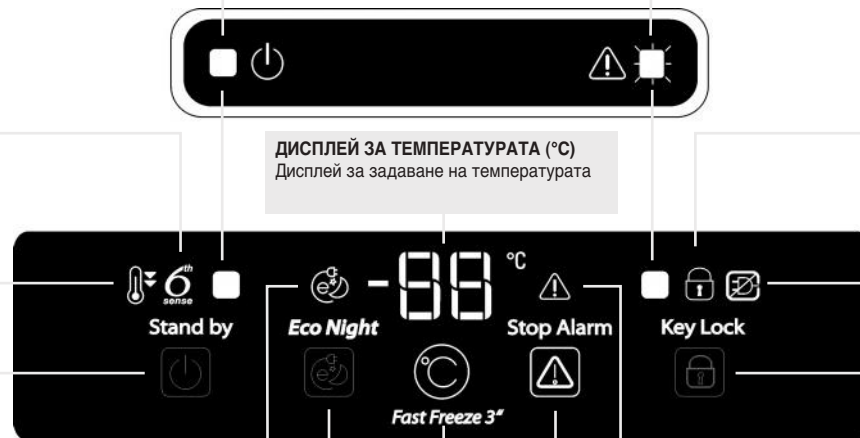 ДИСПЛЕЙ ЗА ТЕМПЕРАТУРАТА (°C)
Дисплей за задаване на температурата
6th sense
-88 °C
Stand by
Eco Night
Stop Alarm
Key Lock
°C
Fast Freeze 3"